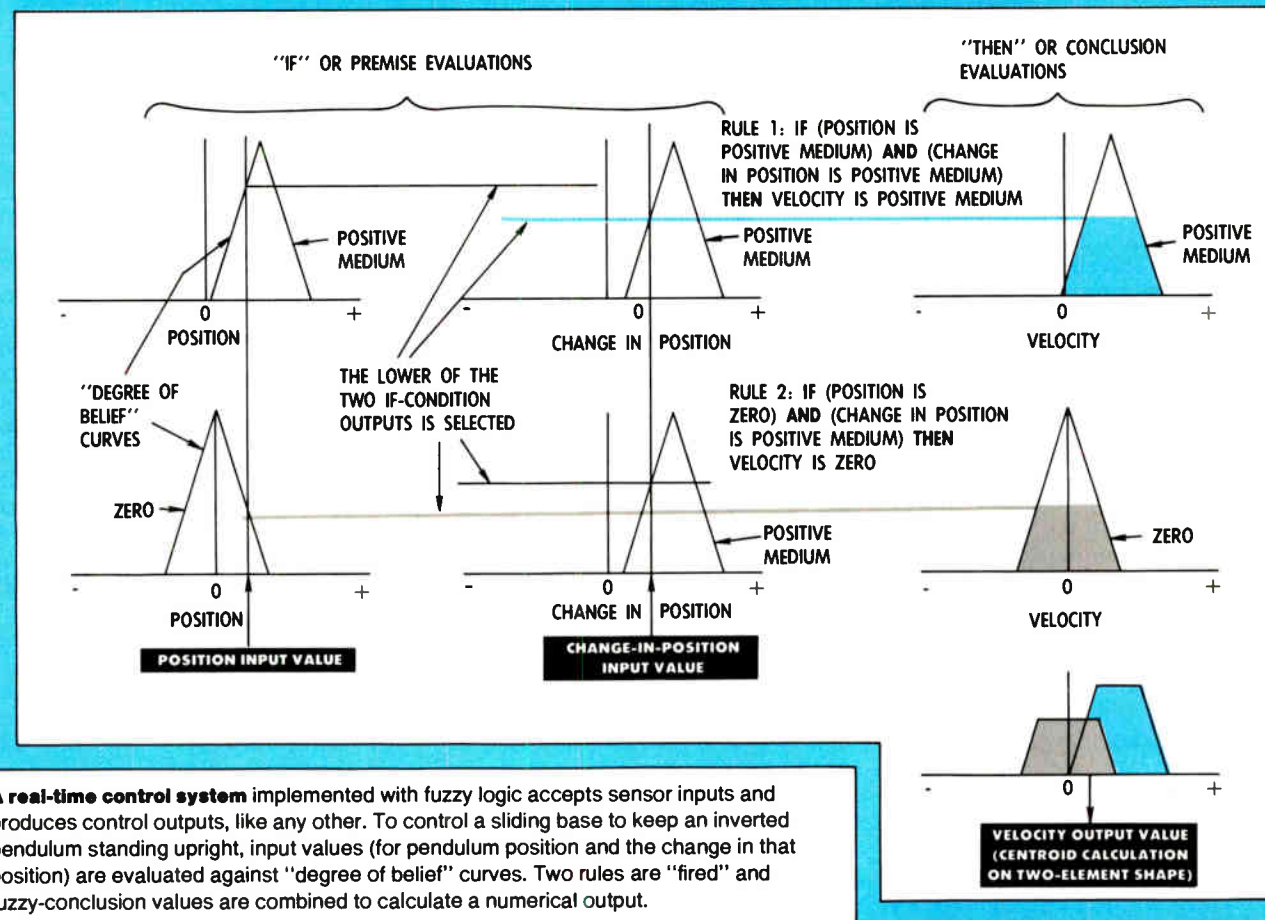 "IF" OR PREMISE EVALUATIONS
"THEN" OR CONCLUSION
EVALUATIONS
RULE 1: IF (POSITION IS
POSITIVE MEDIUM) AND (CHANGE
IN POSITION IS POSITIVE MEDIUM)
THEN VELOCITY IS POSITIVE MEDIUM
POSITIVE
MEDIUM
POSITIVE
MEDIUM
POSITIVE
MEDIUM
- 0 +
POSITION
- 0 +
CHANGE IN POSITION
- 0 +
VELOCITY
"DEGREE OF
BELIEF"
CURVES
THE LOWER OF THE
TWO IF-CONDITION
OUTPUTS IS SELECTED
RULE 2: IF (POSITION IS
ZERO) AND (CHANGE IN POSITION
IS POSITIVE MEDIUM) THEN
VELOCITY IS ZERO
ZERO
POSITIVE
MEDIUM
ZERO
- 0 +
POSITION
- 0 +
CHANGE IN POSITION
- 0 +
VELOCITY
POSITION INPUT VALUE
CHANGE-IN-POSITION
INPUT VALUE
- 0 +
VELOCITY OUTPUT VALUE
(CENTROID CALCULATION
ON TWO-ELEMENT SHAPE)
real-time control system implemented with fuzzy logic accepts sensor inputs and
produces control outputs, like any other. To control a sliding base to keep an inverted
pendulum standing upright, input values (for pendulum position and the change in that
position) are evaluated against "degree of belief" curves. Two rules are "fired" and
fuzzy-conclusion values are combined to calculate a numerical output.